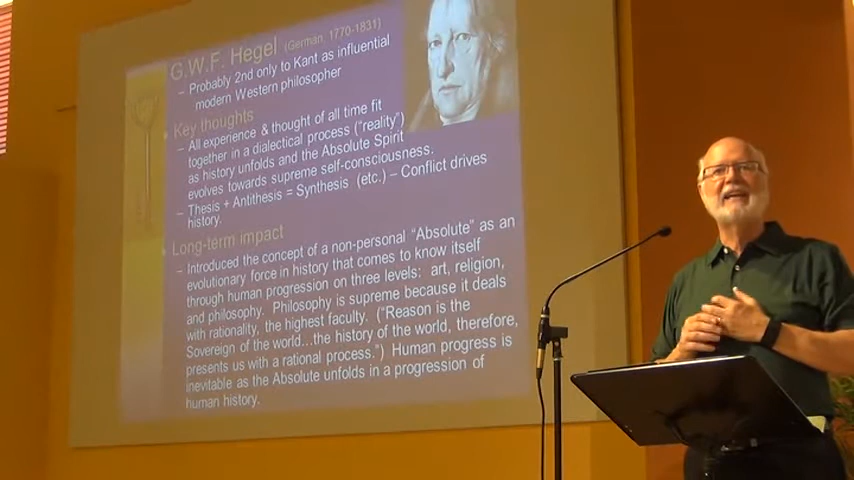 G.W.F. Hegel (German, 1770-1831)
– Probably 2nd only to Kant as influential
modern Western philosopher
Key thoughts
– All experience & thought of all time fit
together in a dialectical process ("reality")
as history unfolds and the Absolute Spirit
evolves towards supreme self-consciousness.
– Thesis + Antithesis = Synthesis (etc.) – Conflict drives
history.
Long-term impact
– Introduced the concept of a non-personal "Absolute" as an
evolutionary force in history that comes to know itself
through human progression on three levels: art, religion,
and philosophy. Philosophy is supreme because it deals
with rationality, the highest faculty. ("Reason is the
Sovereign of the world…the history of the world, therefore,
presents us with a rational process.") Human progress is
inevitable as the Absolute unfolds in a progression of
human history.